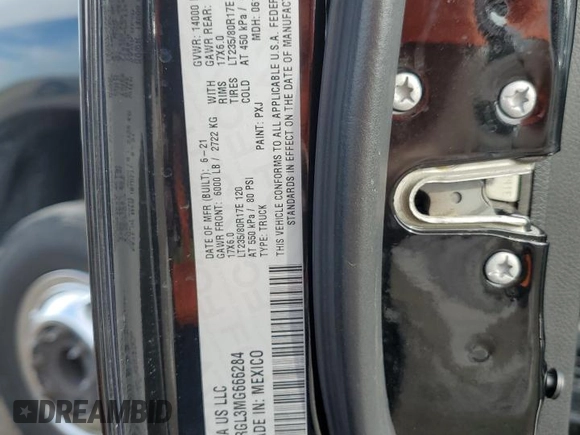 A US LLC
DATE OF MFR (BUILT): 6-21
GVWR: 14000
GAWR FRONT: 6000 LB / 2722 KG WITH GAWR REAR:
17X6.0 RIMS 17X6.0
LT235/80R17E 120 TIRES LT235/80R17E
AT 550 kPa / 80 PSI COLD AT 450 kPa /
TYPE: TRUCK PAINT: PXJ MDH: 06
THIS VEHICLE CONFORMS TO ALL APPLICABLE U.S.A. FEDER
STANDARDS IN EFFECT ON THE DATE OF MANUFAC
RGL3MG666284
ADE IN: MEXICO
GLDREAMBID.COM